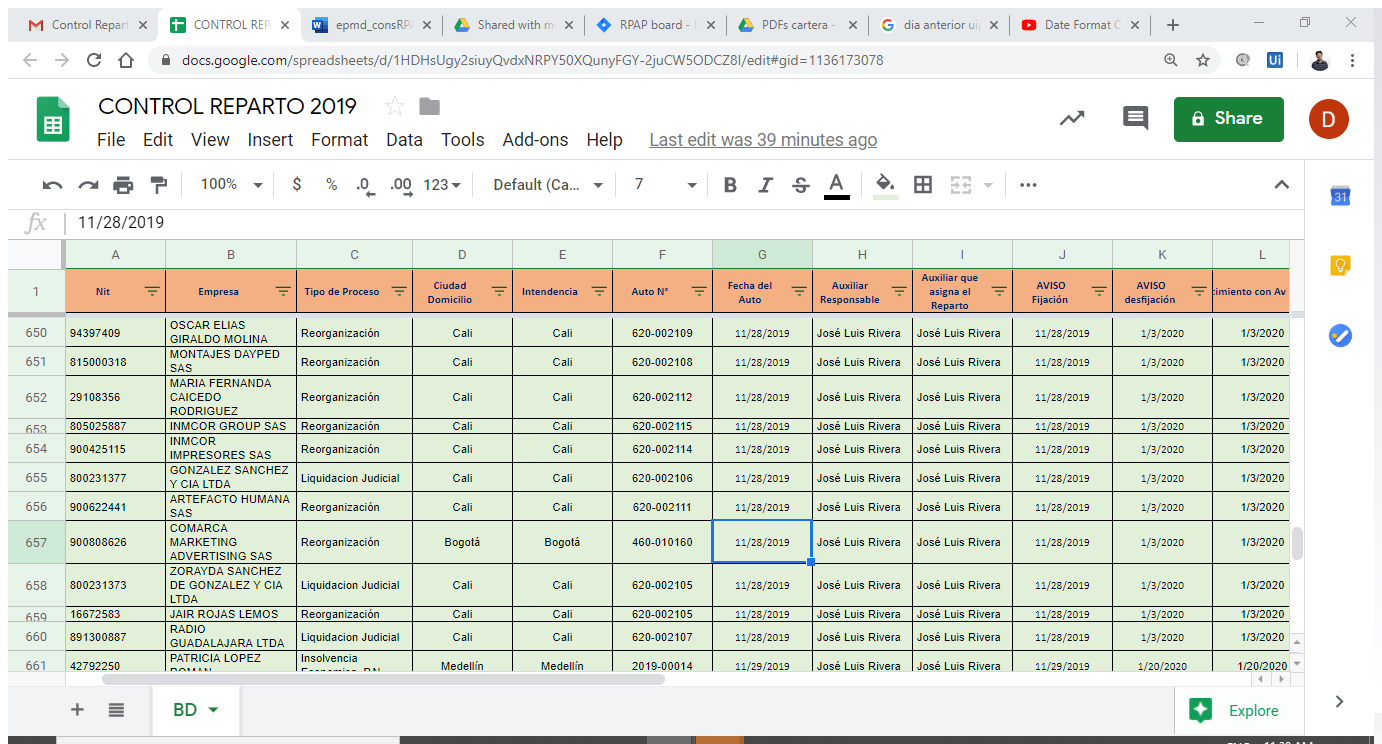 Control Repart
CONTROL REP
epmd_consRP
Shared with m
RPAP board -
PDFs cartera -
dia anterior ui
Date Format
docs.google.com/spreadsheets/d/1HDHsUgy2siuyQvdxNRPY50XQunyFGY-2juCW5ODCZ8I/edit#gid=1136173078
Ui
CONTROL REPARTO 2019
Share
D
File Edit View Insert Format Data Tools Add-ons Help Last edit was 39 minutes ago
100% $ % .0 .00 123 Default (Ca... 7 B I S A
31
fx 11/28/2019
A B C D E F G H I J K L
1 Nit Empresa Tipo de Proceso Ciudad Domicilio Intendencia Auto N° Fecha del Auto Auxiliar Responsable Auxiliar que asigna el Reparto AVISO Fijación AVISO desfijación cimiento con Av
650 94397409 OSCAR ELIAS GIRALDO MOLINA Reorganización Cali Cali 620-002109 11/28/2019 José Luis Rivera José Luis Rivera 11/28/2019 1/3/2020 1/3/2020
651 815000318 MONTAJES DAYPED SAS Reorganización Cali Cali 620-002108 11/28/2019 José Luis Rivera José Luis Rivera 11/28/2019 1/3/2020 1/3/2020
652 29108356 MARIA FERNANDA CAICEDO RODRIGUEZ Reorganización Cali Cali 620-002112 11/28/2019 José Luis Rivera José Luis Rivera 11/28/2019 1/3/2020 1/3/2020
653 805025887 INMCOR GROUP SAS Reorganización Cali Cali 620-002115 11/28/2019 José Luis Rivera José Luis Rivera 11/28/2019 1/3/2020 1/3/2020
654 900425115 INMCOR IMPRESORES SAS Reorganización Cali Cali 620-002114 11/28/2019 José Luis Rivera José Luis Rivera 11/28/2019 1/3/2020 1/3/2020
655 800231377 GONZALEZ SANCHEZ Y CIA LTDA Liquidación Judicial Cali Cali 620-002106 11/28/2019 José Luis Rivera José Luis Rivera 11/28/2019 1/3/2020 1/3/2020
656 900622441 ARTEFACTO HUMANA SAS Reorganización Cali Cali 620-002111 11/28/2019 José Luis Rivera José Luis Rivera 11/28/2019 1/3/2020 1/3/2020
657 900808626 COMARCA MARKETING ADVERTISING SAS Reorganización Bogotá Bogotá 460-010160 11/28/2019 José Luis Rivera José Luis Rivera 11/28/2019 1/3/2020 1/3/2020
658 800231373 ZORAYDA SANCHEZ DE GONZALEZ Y CIA LTDA Liquidacion Judicial Cali Cali 620-002105 11/28/2019 José Luis Rivera José Luis Rivera 11/28/2019 1/3/2020 1/3/2020
659 16672583 JAIR ROJAS LEMOS Reorganización Cali Cali 620-002105 11/28/2019 José Luis Rivera José Luis Rivera 11/28/2019 1/3/2020 1/3/2020
660 891300887 RADIO GUADALAJARA LTDA Liquidacion Judicial Cali Cali 620-002107 11/28/2019 José Luis Rivera José Luis Rivera 11/28/2019 1/3/2020 1/3/2020
661 42792250 PATRICIA LOPEZ Insolvencia Medellín Medellín 2019-00014 11/29/2019 José Luis Rivera José Luis Rivera 11/29/2019 1/20/2020 1/20/2020
BD
Explore